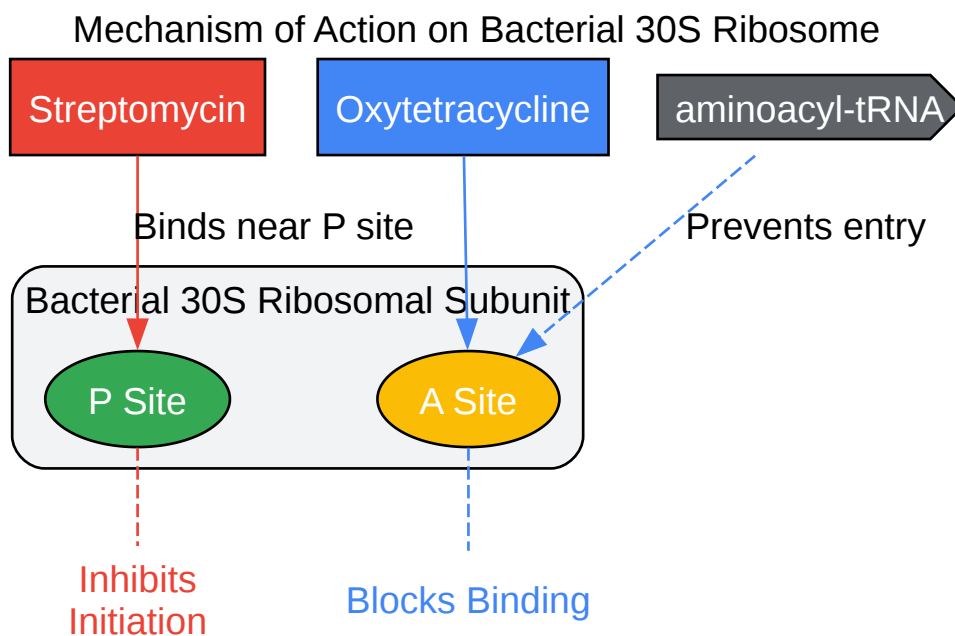 Mechanism of Action on Bacterial 30S Ribosome
Streptomycin
Oxytetracycline
aminoacyl-tRNA
Binds near P site
Prevents entry
Bacterial 30S Ribosomal Subunit
P Site
A Site
Inhibits
Initiation
Blocks Binding